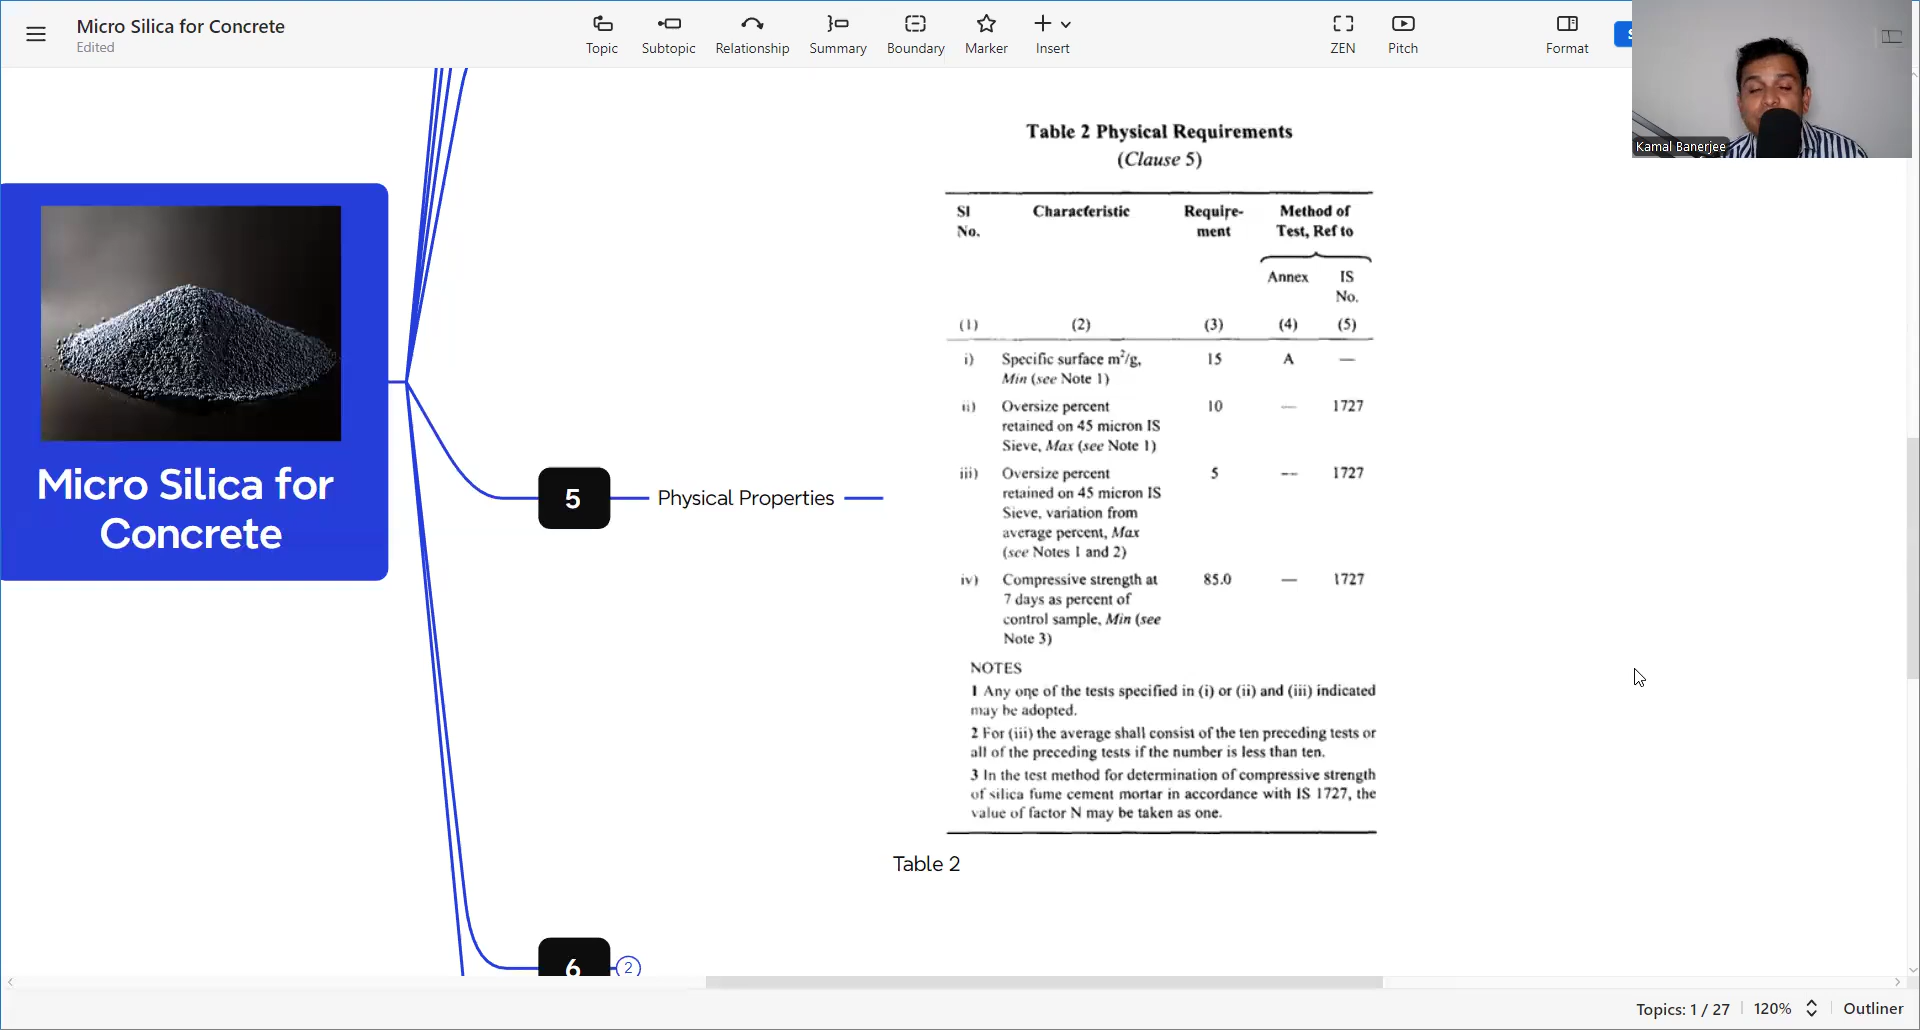 Micro Silica for Concrete
Edited
Topic
Subtopic
Relationship
Summary
Boundary
Marker
Insert
ZEN
Pitch
Format
Kamal Banerjee
Micro Silica for
Concrete
5
Physical Properties
Table 2 Physical Requirements
(Clause 5)
Sl No. Characteristic Require-ment Method of Test, Ref to
Annex IS No.
(1) (2) (3) (4) (5)
i) Specific surface m²/g, 15 A —
Min (see Note 1)
ii) Oversize percent 10 — 1727
retained on 45 micron IS
Sieve, Max (see Note 1)
iii) Oversize percent 5 -- 1727
retained on 45 micron IS
Sieve, variation from
average percent, Max
(see Notes 1 and 2)
iv) Compressive strength at 85.0 — 1727
7 days as percent of
control sample, Min (see
Note 3)
NOTES
1 Any one of the tests specified in (i) or (ii) and (iii) indicated
may be adopted.
2 For (iii) the average shall consist of the ten preceding tests or
all of the preceding tests if the number is less than ten.
3 In the test method for determination of compressive strength
of silica fume cement mortar in accordance with IS 1727, the
value of factor N may be taken as one.
Table 2
6
2
Topics: 1 / 27
120%
Outliner